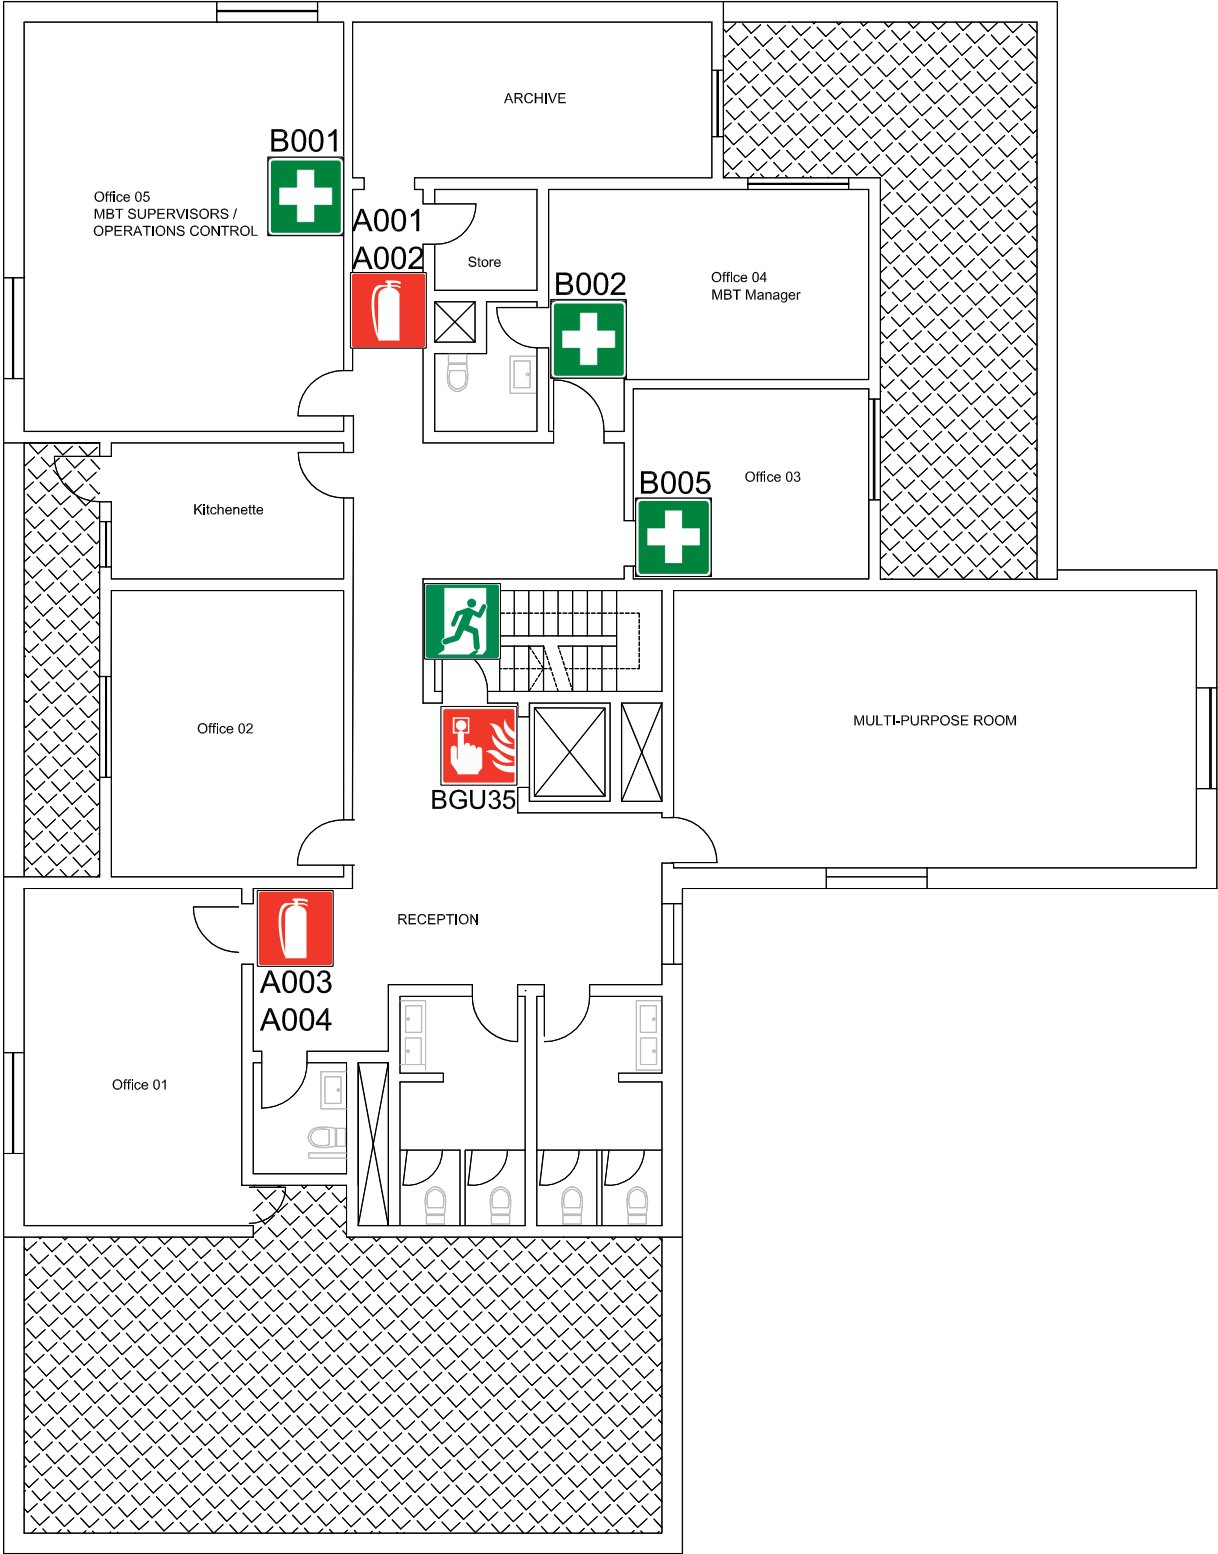 ARCHIVE
B001
Office 05
MBT SUPERVISORS /
OPERATIONS CONTROL
A001
A002
Store
B002
Office 04
MBT Manager
B005
Office 03
Kitchenette
Office 02
MULTI-PURPOSE ROOM
BGU35
RECEPTION
A003
A004
Office 01